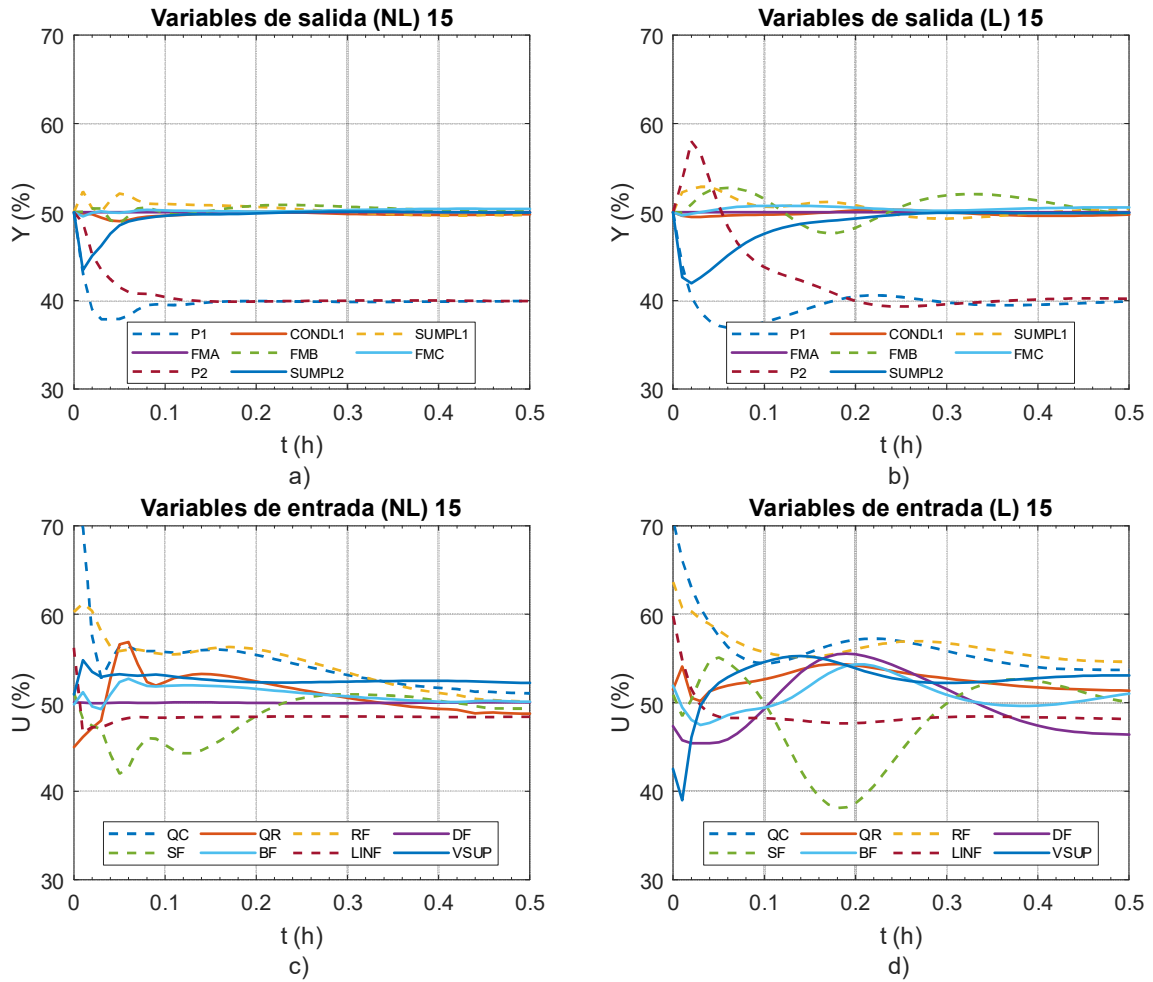 Variables de salida (NL) 15
70
60
50
40
30
Y (%)
P1 CONDL1 SUMPL1
FMA FMB FMC
P2 SUMPL2
0 0.1 0.2 0.3 0.4 0.5
t (h)
a)
Variables de salida (L) 15
70
60
50
40
30
Y (%)
P1 CONDL1 SUMPL1
FMA FMB FMC
P2 SUMPL2
0 0.1 0.2 0.3 0.4 0.5
t (h)
b)
Variables de entrada (NL) 15
70
60
50
40
30
U (%)
QC QR RF DF
SF BF LINF VSUP
0 0.1 0.2 0.3 0.4 0.5
t (h)
c)
Variables de entrada (L) 15
70
60
50
40
30
U (%)
QC QR RF DF
SF BF LINF VSUP
0 0.1 0.2 0.3 0.4 0.5
t (h)
d)